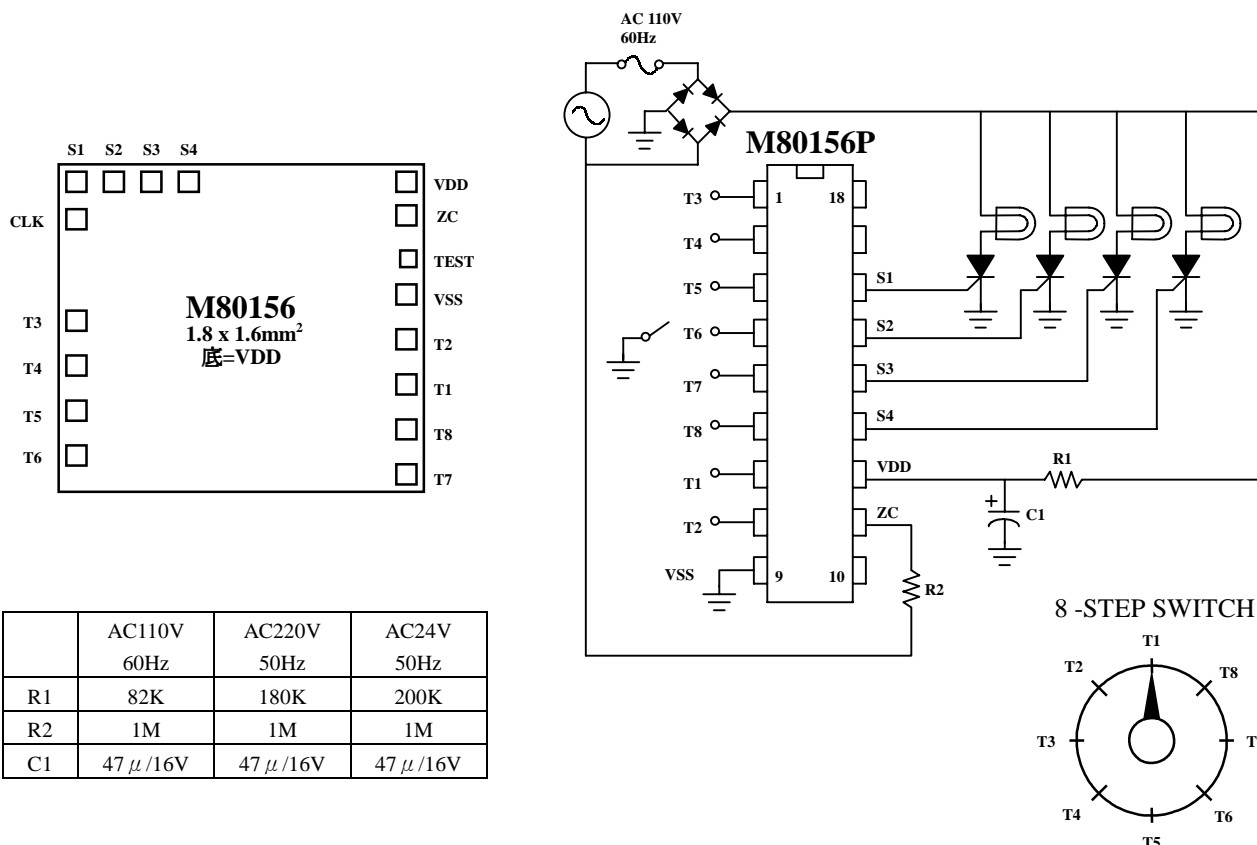 S1 S2 S3 S4
VDD
CLK
ZC
TEST
VSS
M80156
1.8 x 1.6mm²
底=VDD
T3
T2
T4
T1
T5
T8
T6
T7
AC 110V
60Hz
M80156P
T3
1
18
T4
T5
S1
T6
S2
T7
S3
T8
S4
T1
VDD
R1
+
C1
T2
ZC
VSS
9
10
R2
AC110V
60Hz
AC220V
50Hz
AC24V
50Hz
R1 82K 180K 200K
R2 1M 1M 1M
C1 47μ/16V 47μ/16V 47μ/16V
8 -STEP SWITCH
T1
T2
T8
T3
T
T4
T6
T5